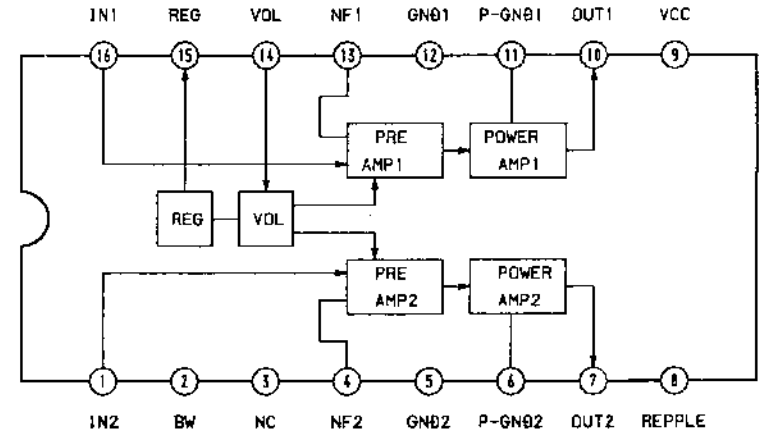 IN1 REG VOL NF1 GND1 P-GND1 OUT1 VCC
16 15 14 13 12 11 10 9
PRE AMP1
POWER AMP1
REG
VOL
PRE AMP2
POWER AMP2
1 2 3 4 5 6 7 8
IN2 BW NC NF2 GND2 P-GND2 OUT2 REPPLE